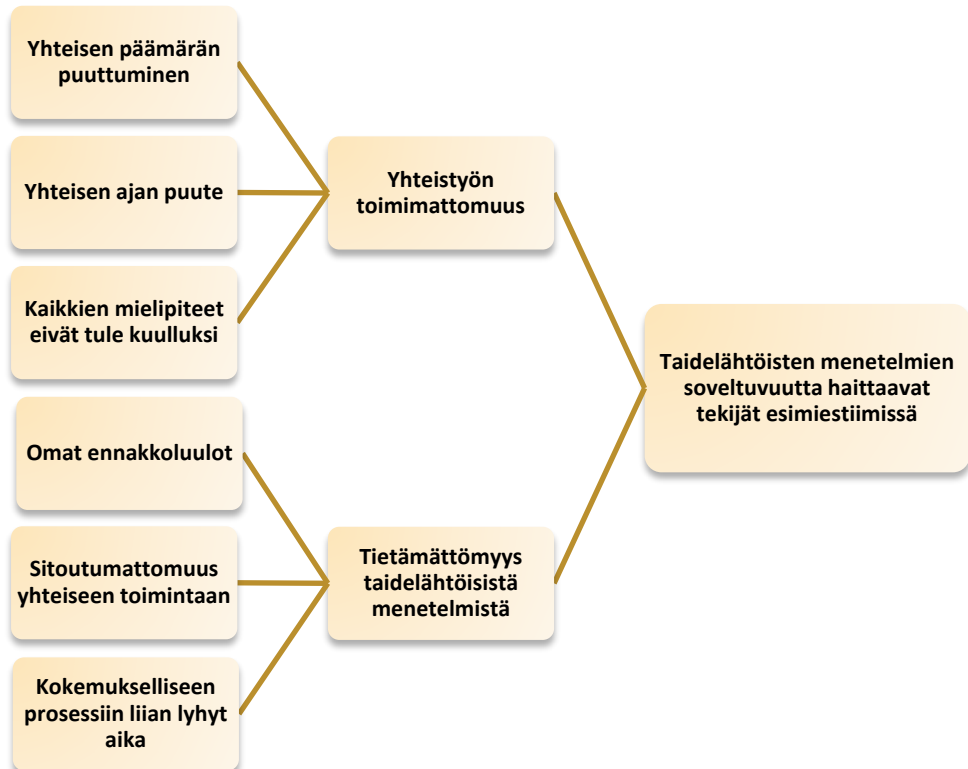 Yhteisen päämärän
puuttuminen
Yhteisen ajan puute
Kaikkien mielipiteet
eivät tule kuulluksi
Omat ennakkoluulot
Sitoutumattomuus
yhteiseen toimintaan
Kokemukselliseen
prosessiin liian lyhyt
aika
Yhteistyön
toimimattomuus
Tietämättömyys
taidelähtöisistä
menetelmistä
Taidelähtöisten menetelmien
soveltuvuutta haittaavat
tekijät esimiestiimissä